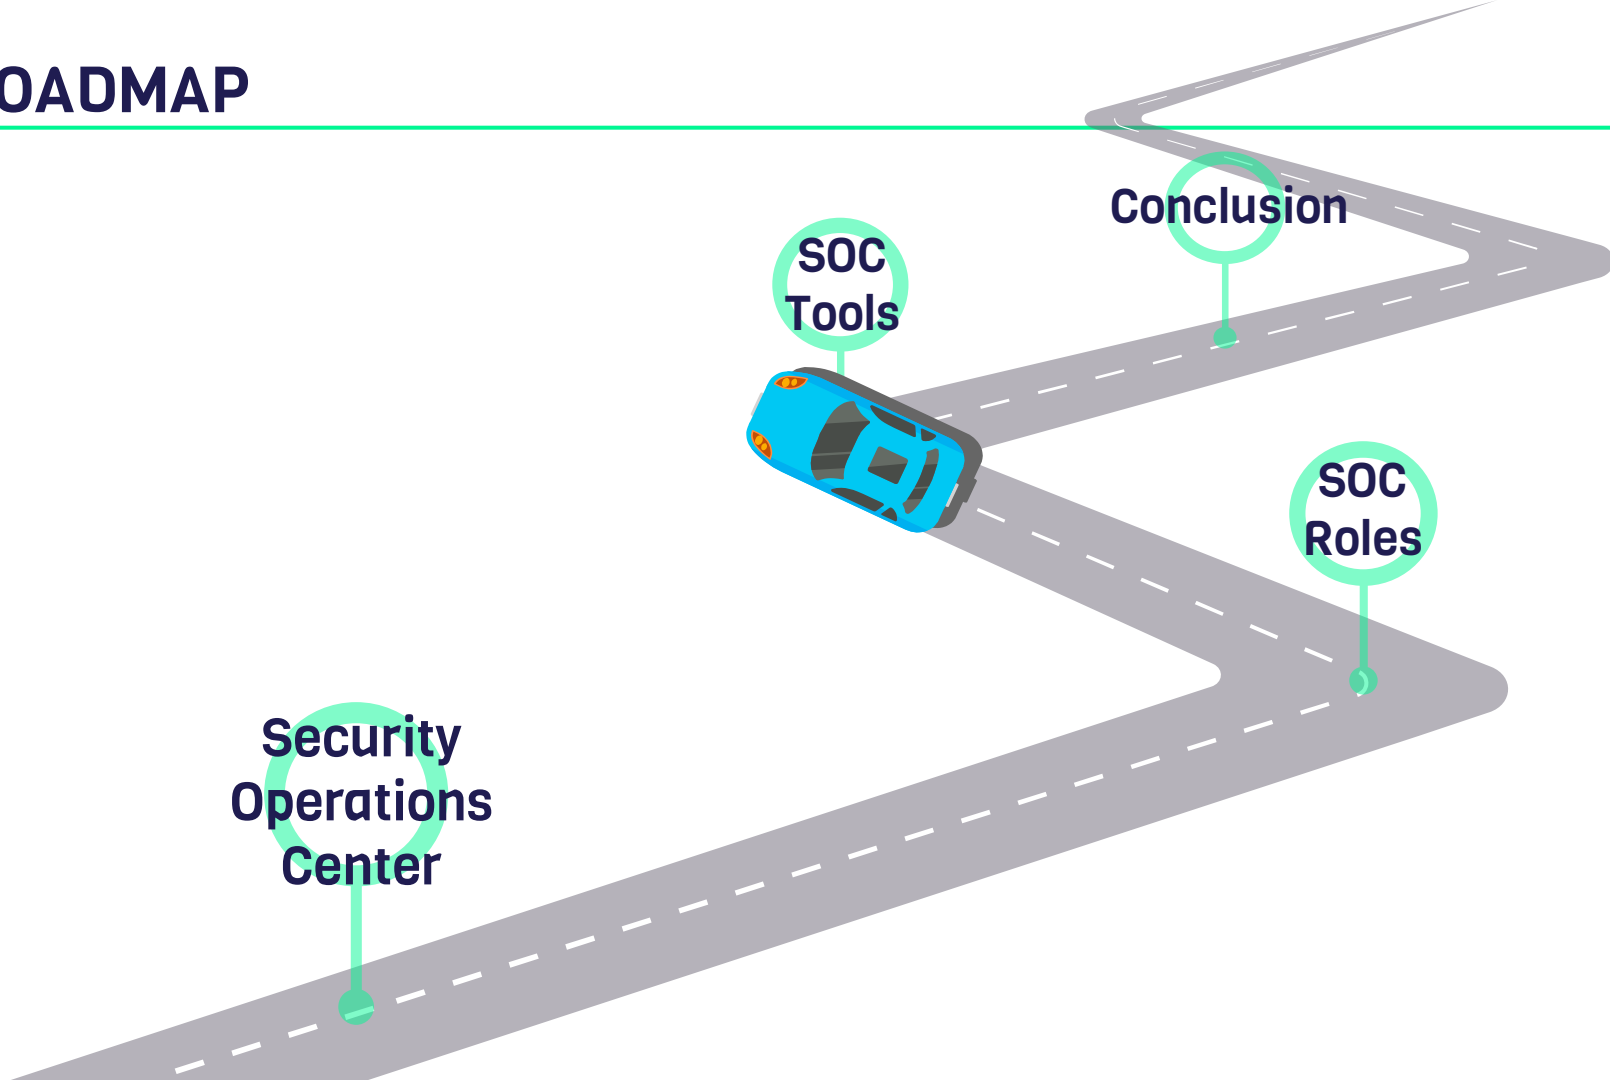 OADMAP
Conclusion
SOC
Tools
SOC
Roles
Security
Operations
Center